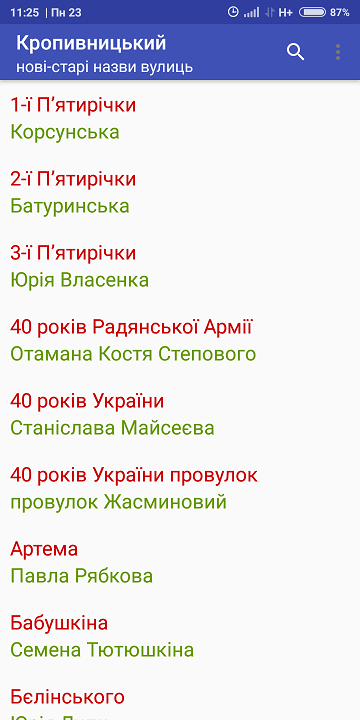 11:25 | Пн 23 H+ 87%
Кропивницький
нові-старі назви вулиць
1-ї П’ятирічки
Корсунська
2-ї П’ятирічки
Батуринська
3-ї П’ятирічки
Юрія Власенка
40 років Радянської Армії
Отамана Костя Степового
40 років України
Станіслава Майсеєва
40 років України провулок
провулок Жасминовий
Артема
Павла Рябкова
Бабушкіна
Семена Тютюшкіна
Бєлінського